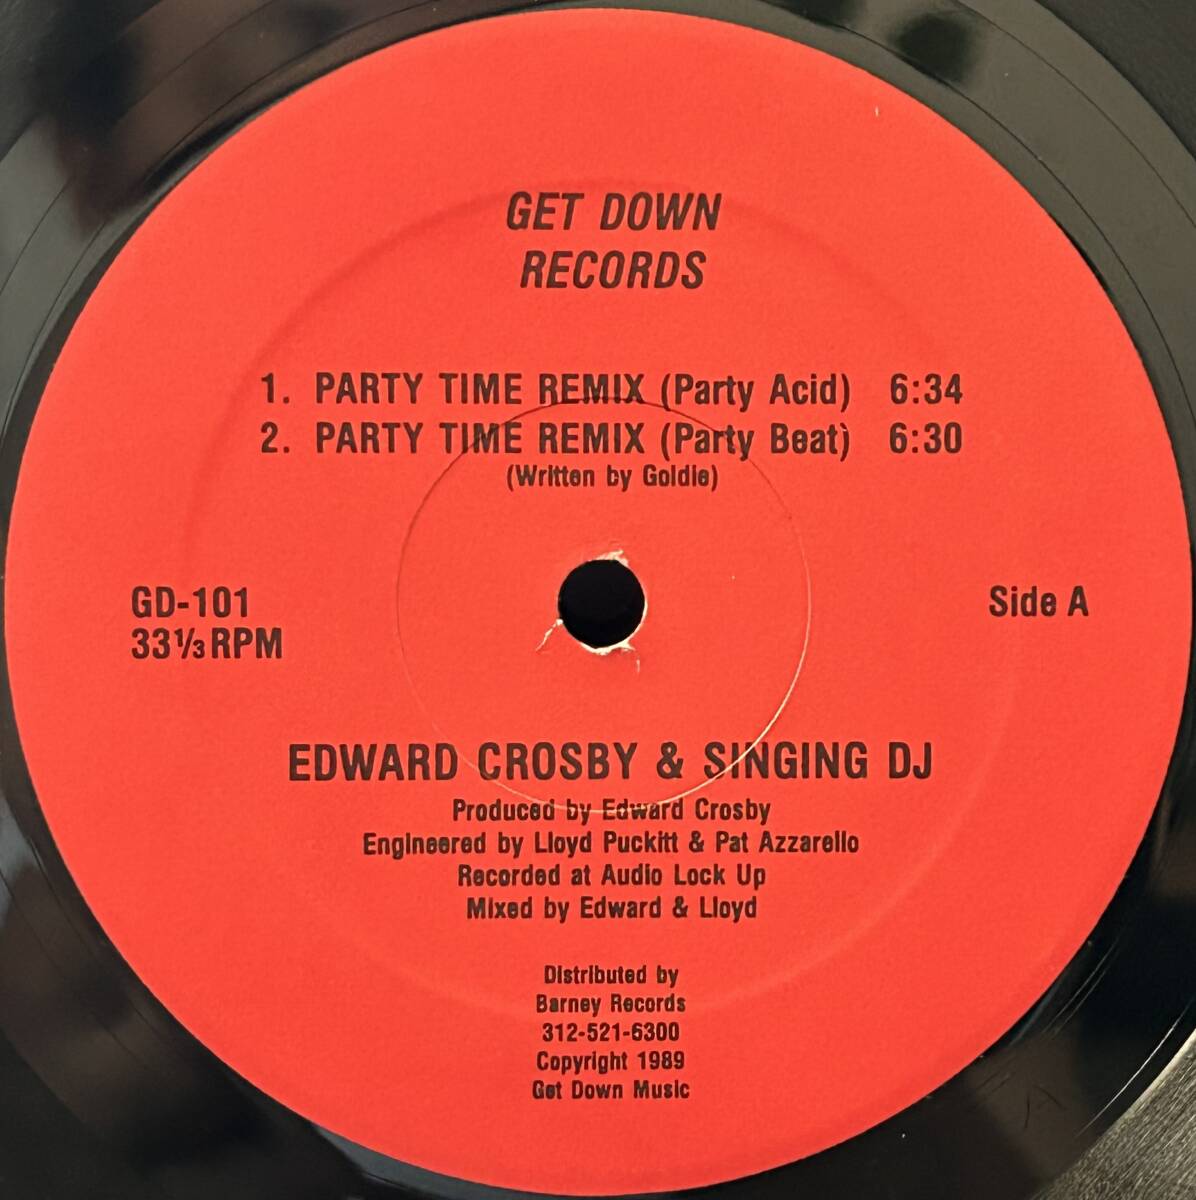 GET DOWN
RECORDS
1. PARTY TIME REMIX (Party Acid) 6:34
2. PARTY TIME REMIX (Party Beat) 6:30
(Written by Goldie)
GD-101
33⅓ RPM
Side A
EDWARD CROSBY & SINGING DJ
Produced by Edward Crosby
Engineered by Lloyd Puckitt & Pat Azzarello
Recorded at Audio Lock Up
Mixed by Edward & Lloyd
Distributed by
Barney Records
312-521-6300
Copyright 1989
Get Down Music